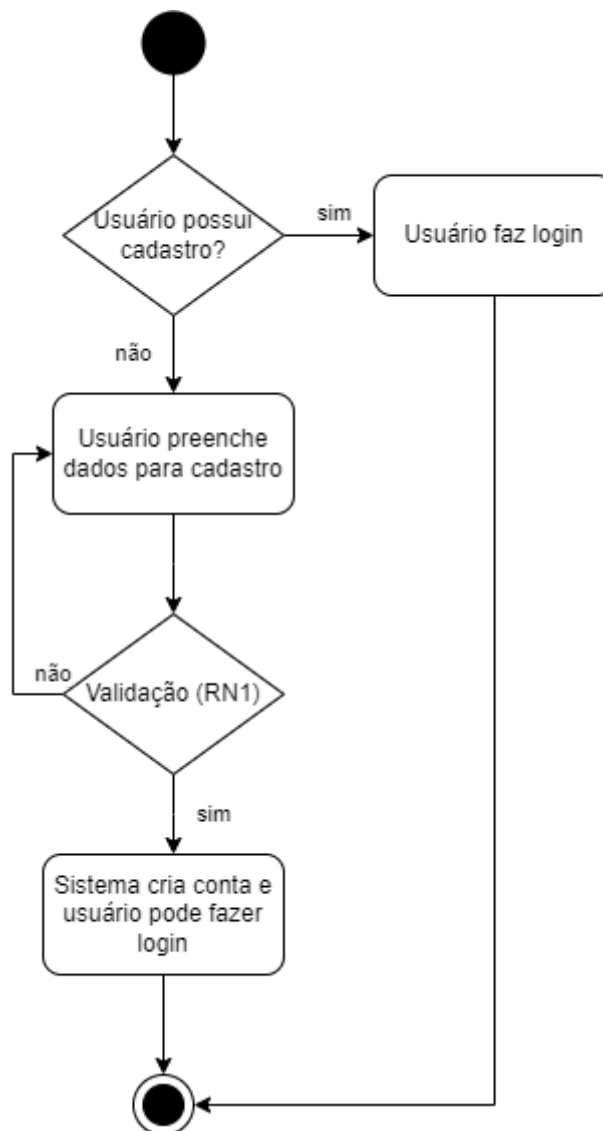 Usuário possui
cadastro?
sim
Usuário faz login
não
Usuário preenche
dados para cadastro
não
Validação (RN1)
sim
Sistema cria conta e
usuário pode fazer
login